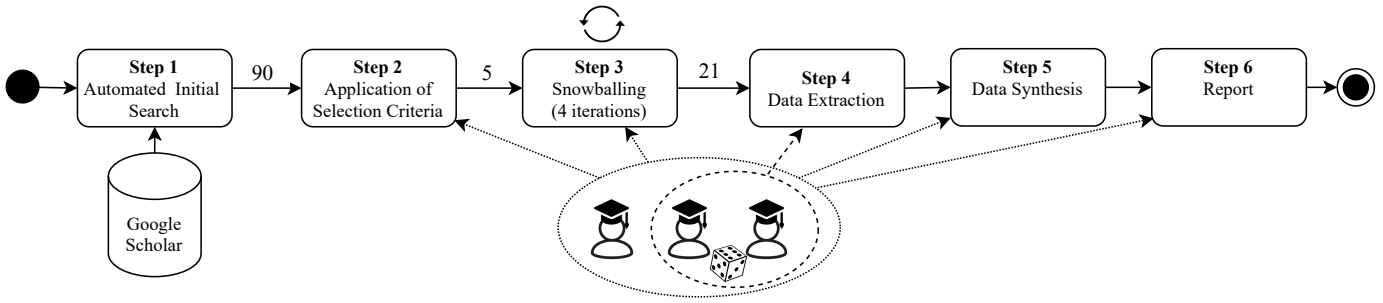 Step 1
Automated Initial
Search
90
Step 2
Application of
Selection Criteria
5
Step 3
Snowballing
(4 iterations)
21
Step 4
Data Extraction
Step 5
Data Synthesis
Step 6
Report
Google
Scholar